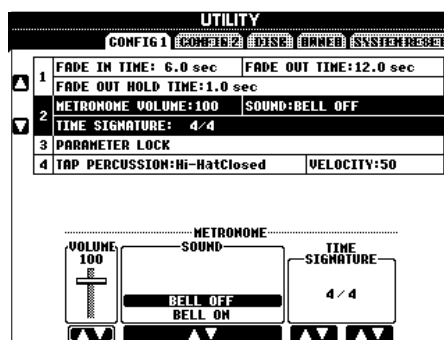 UTILITY
CONFIG 1 CONFIG 2 DISK OWNER SYSTEM RESET
1 FADE IN TIME: 6.0 sec FADE OUT TIME:12.0 sec
FADE OUT HOLD TIME:1.0 sec
2 METRONOME VOLUME:100 SOUND:BELL OFF
TIME SIGNATURE: 4/4
3 PARAMETER LOCK
4 TAP PERCUSSION:Hi-HatClosed VELOCITY:50
METRONOME
VOLUME SOUND TIME
SIGNATURE
100
4/4
BELL OFF
BELL ON